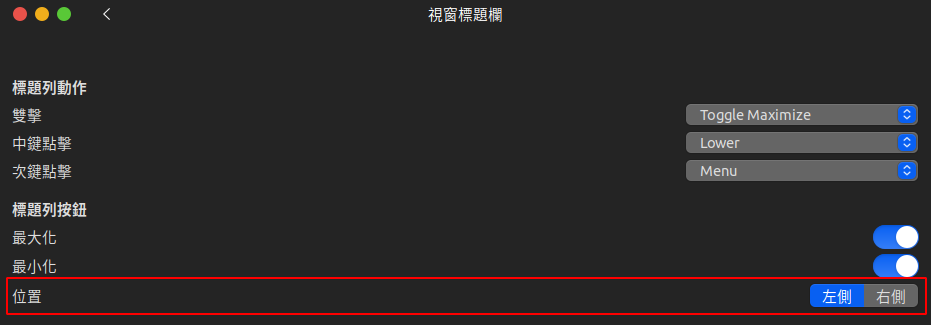 視窗標題欄
標題列動作
雙擊 Toggle Maximize
中鍵點擊 Lower
次鍵點擊 Menu
標題列按鈕
最大化
最小化
位置 左側 右側